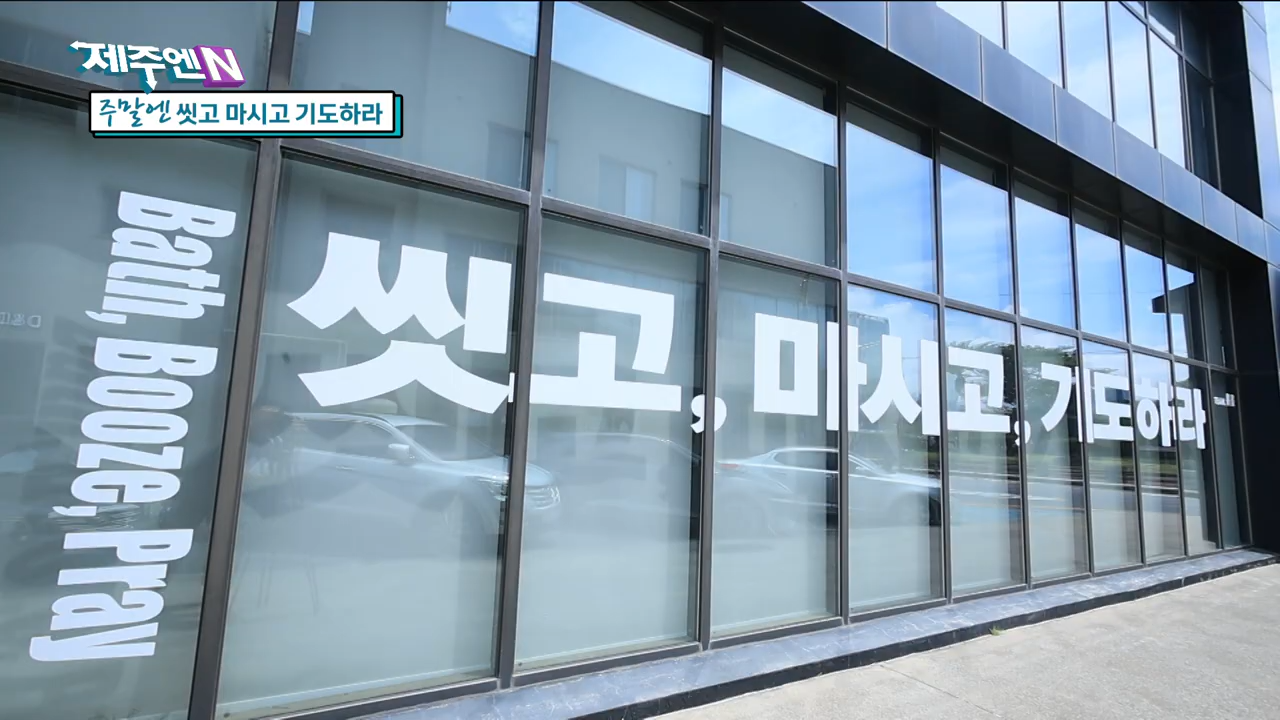 제주엔N
주말엔 씻고 마시고 기도하라
Bath, Booze, Pray
씻고, 마시고, 기도하라